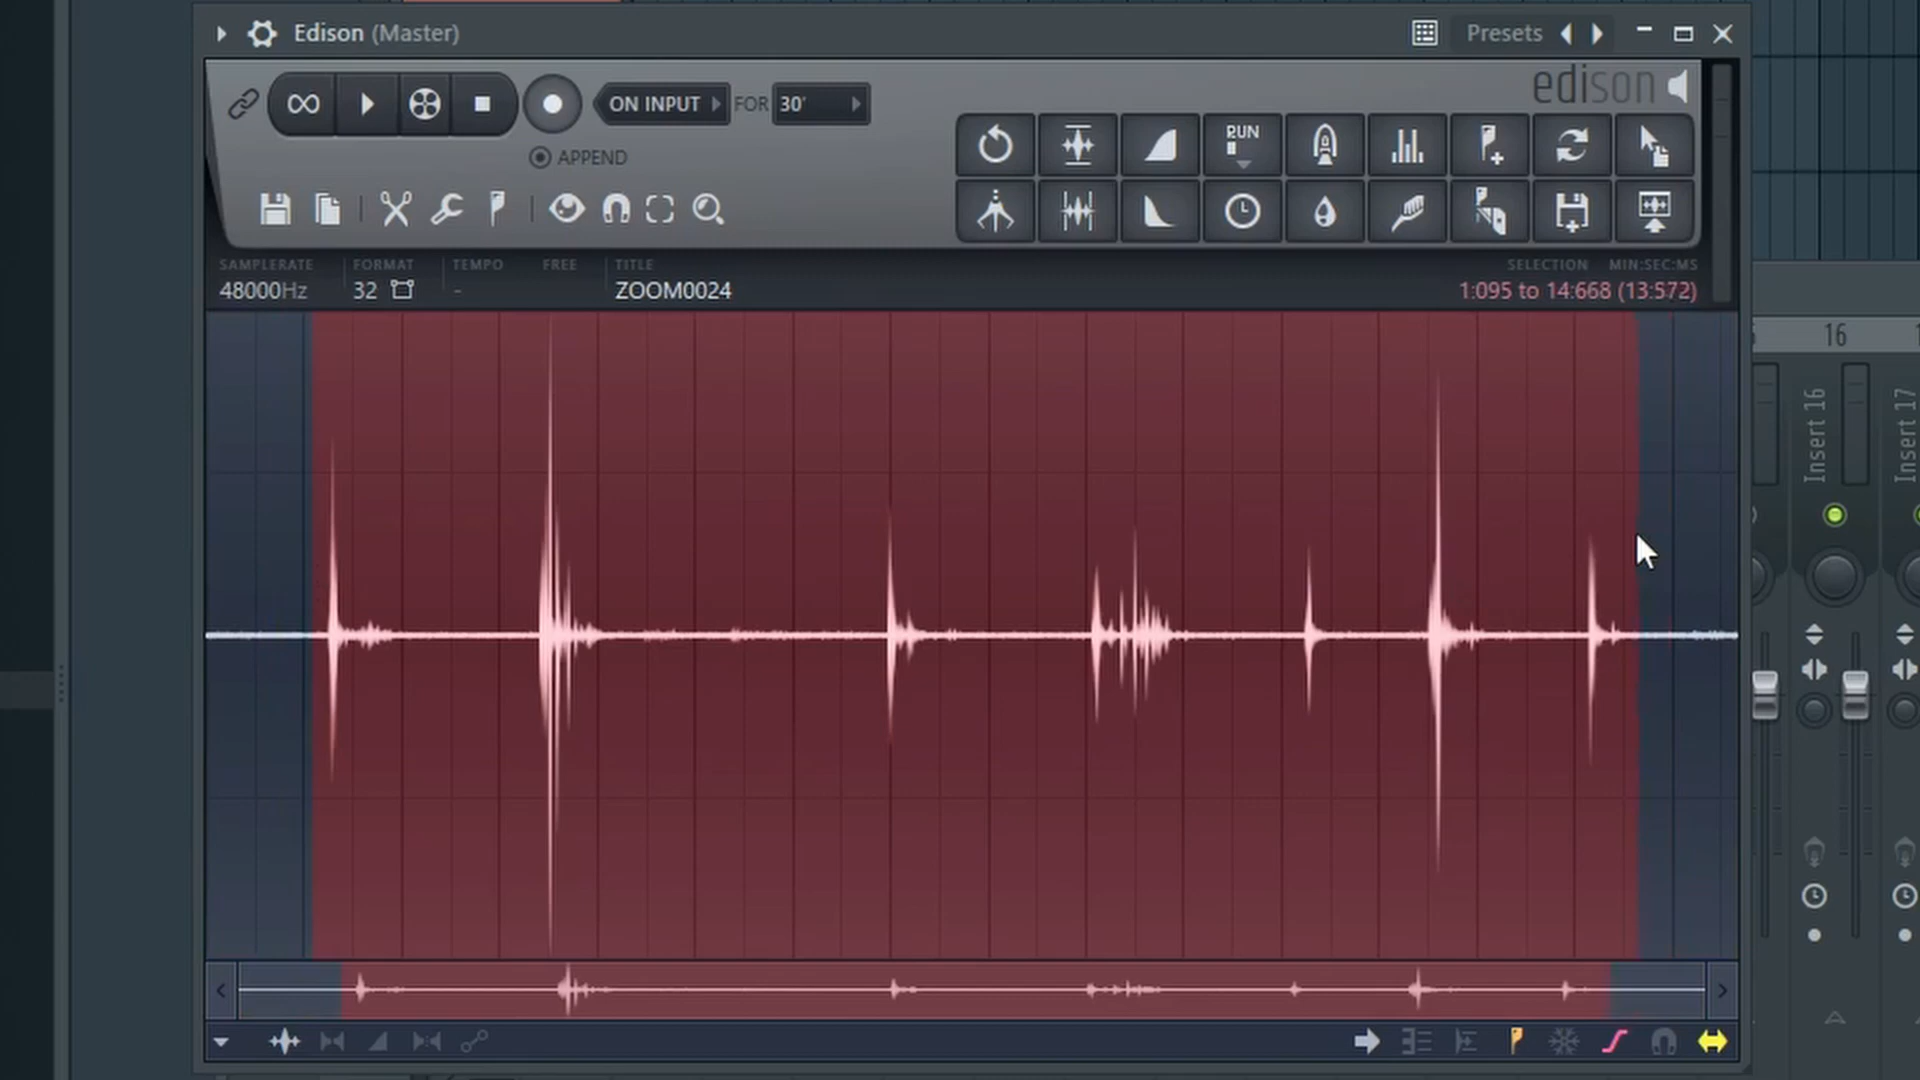 Edison (Master)
Presets
edison
ON INPUT FOR 30'
APPEND
RUN
SAMPLERATE FORMAT TEMPO FREE TITLE SELECTION MIN:SEC:MS
48000Hz 32 - ZOOM0024 1:095 to 14:668 (13:572)
16
Insert 16
Insert 17